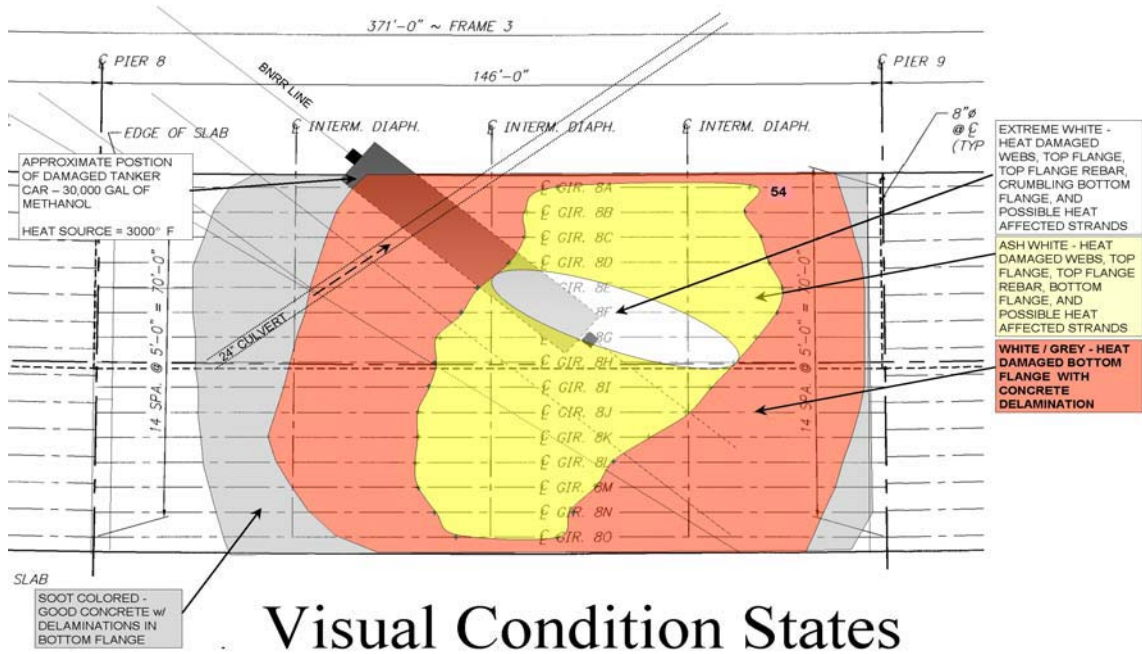 371'-0" ~ FRAME 3
℄ PIER 8
146'-0"
℄ PIER 9
BNRR LINE
8"ø
@ ℄
(TYP
EDGE OF SLAB
℄ INTERM. DIAPH.
℄ INTERM. DIAPH.
℄ INTERM. DIAPH.
APPROXIMATE POSTION
OF DAMAGED TANKER
CAR – 30,000 GAL OF
METHANOL
HEAT SOURCE = 3000° F
EXTREME WHITE -
HEAT DAMAGED
WEBS, TOP FLANGE,
TOP FLANGE REBAR,
CRUMBLING BOTTOM
FLANGE, AND
POSSIBLE HEAT
AFFECTED STRANDS
54
℄ GIR. 8A
℄ GIR. 8B
℄ GIR. 8C
℄ GIR. 8D
℄ GIR. 8E
GIR. 8F
GIR. 8G
℄ GIR. 8H
℄ GIR. 8I
℄ GIR. 8J
℄ GIR. 8K
℄ GIR. 8L
℄ GIR. 8M
℄ GIR. 8N
℄ GIR. 8O
14 SPA. @ 5'-0" = 70'-0"
24" CULVERT
14 SPA. @ 5'-0" = 70'-0"
ASH WHITE - HEAT
DAMAGED WEBS, TOP
FLANGE, TOP FLANGE
REBAR, BOTTOM
FLANGE, AND
POSSIBLE HEAT
AFFECTED STRANDS
WHITE / GREY - HEAT
DAMAGED BOTTOM
FLANGE WITH
CONCRETE
DELAMINATION
SLAB
SOOT COLORED -
GOOD CONCRETE w/
DELAMINATIONS IN
BOTTOM FLANGE
Visual Condition States